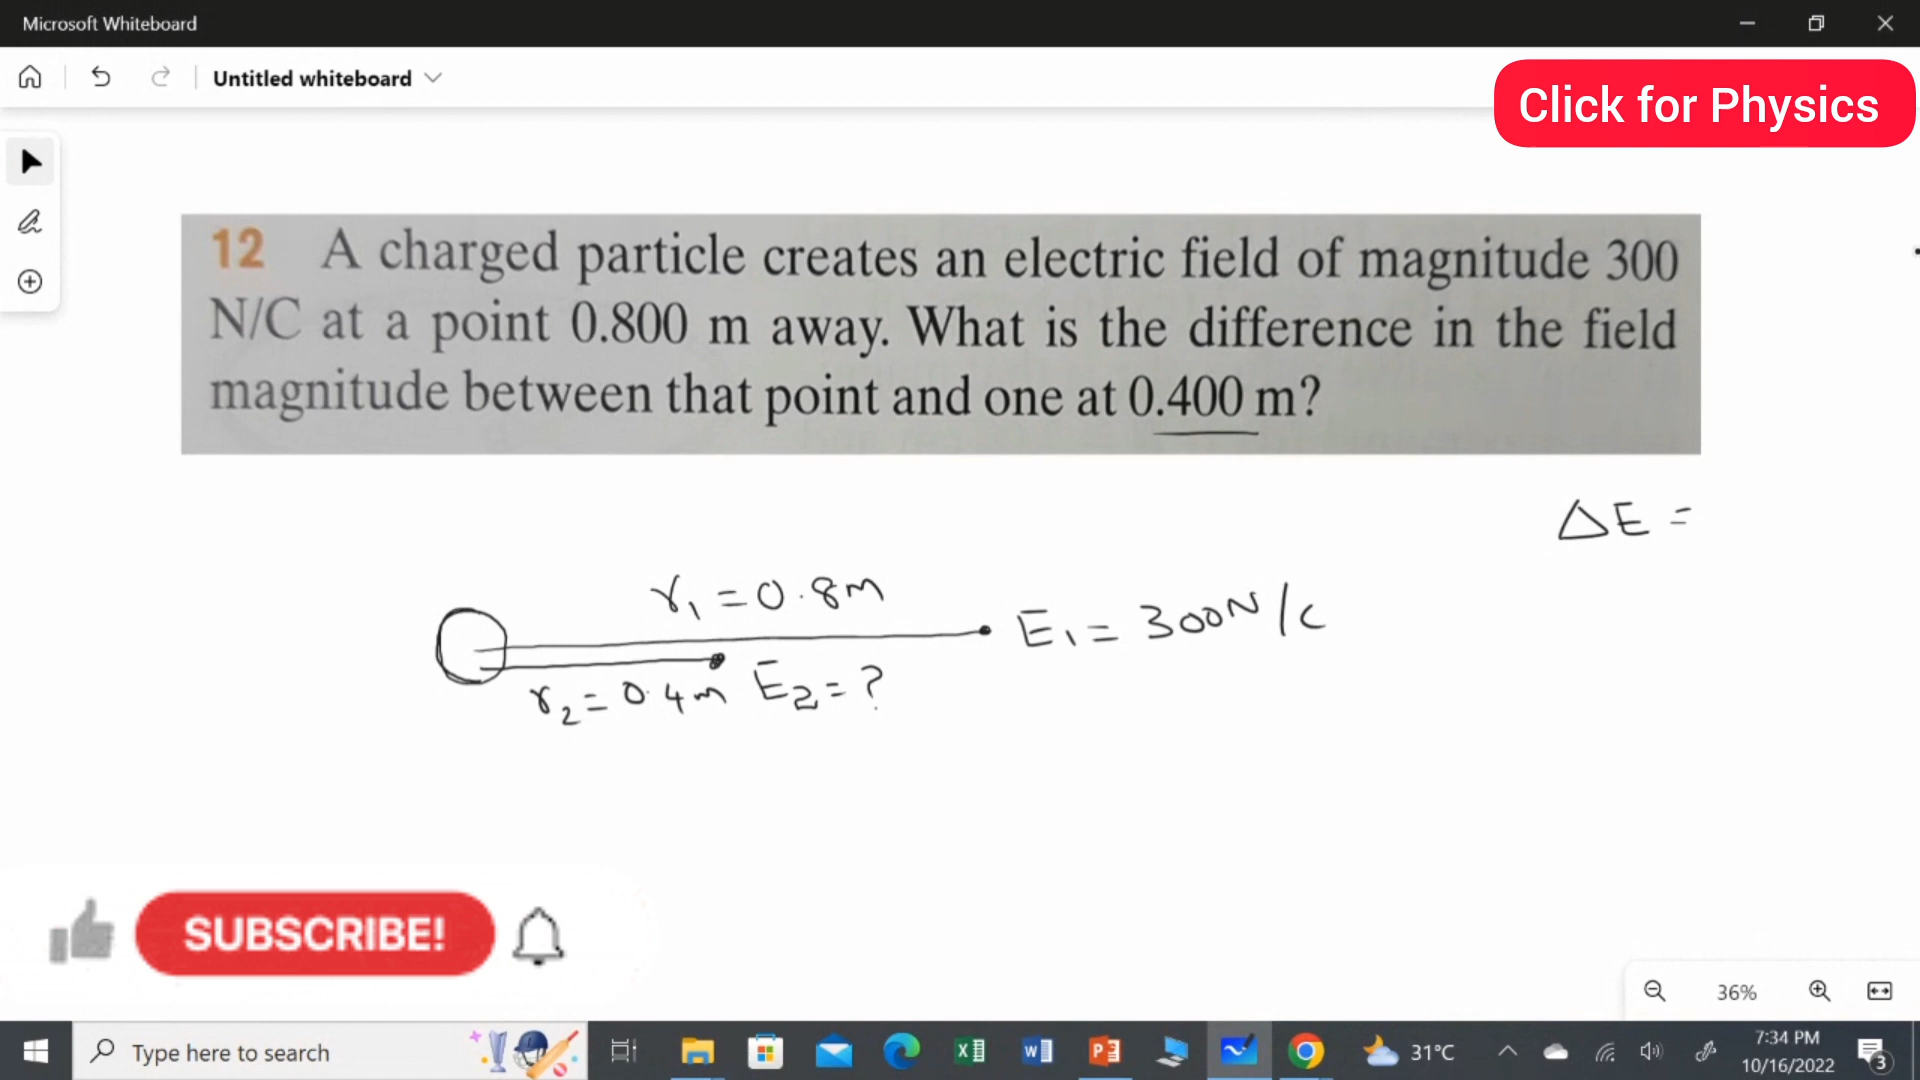 Microsoft Whiteboard
Untitled whiteboard
Click for Physics
12 A charged particle creates an electric field of magnitude 300
N/C at a point 0.800 m away. What is the difference in the field
magnitude between that point and one at 0.400 m?
ΔE =
r₁ = 0.8m
E₁ = 300N/C
r₂ = 0.4m E₂ = ?
SUBSCRIBE!
36%
Type here to search
31°C
7:34 PM
10/16/2022
3